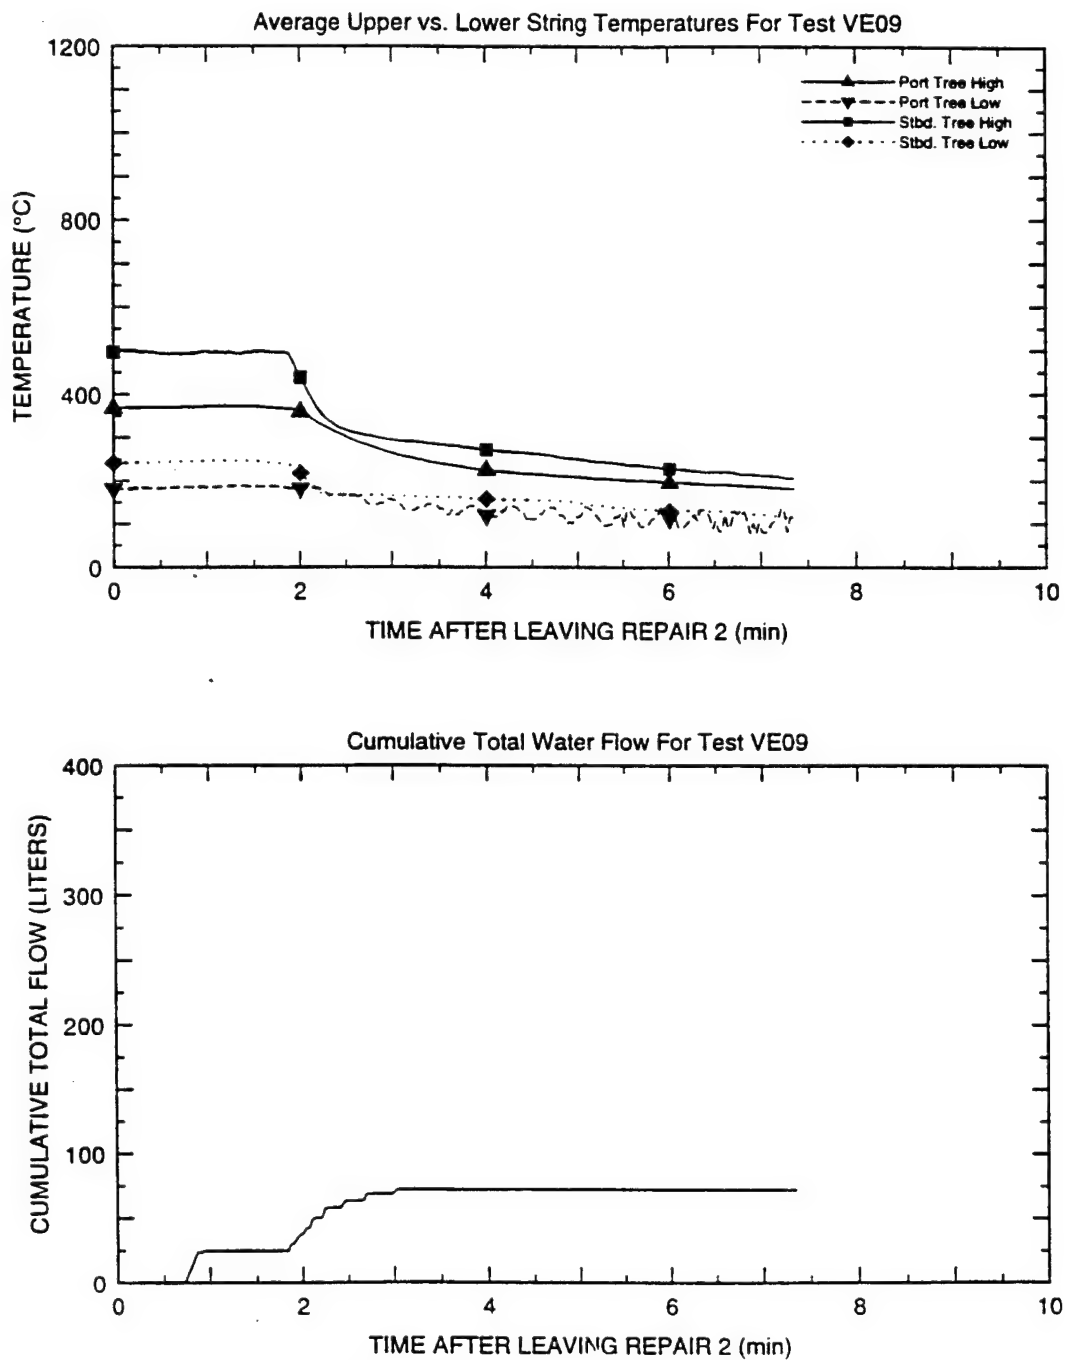 Average Upper vs. Lower String Temperatures For Test VE09
1200
800
400
0
TEMPERATURE (°C)
Port Tree High
Port Tree Low
Stbd. Tree High
Stbd. Tree Low
0 2 4 6 8 10
TIME AFTER LEAVING REPAIR 2 (min)
Cumulative Total Water Flow For Test VE09
400
300
200
100
0
CUMULATIVE TOTAL FLOW (LITERS)
0 2 4 6 8 10
TIME AFTER LEAVING REPAIR 2 (min)